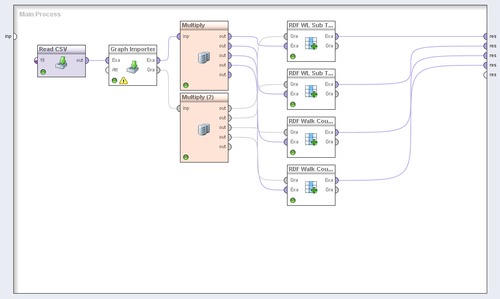 Main Process
inp
res
res
res
res
res
Read CSV
fil
out
Graph Importer
Exa
Exa
Gra
Multiply
inp
out
out
out
out
out
Multiply (2)
inp
out
out
out
out
out
RDF WL Sub T...
Gra
Exa
Exa
Gra
RDF WL Sub T...
Gra
Exa
Exa
Gra
RDF Walk Cou...
Gra
Exa
Exa
Gra
RDF Walk Cou...
Gra
Exa
Exa
Gra